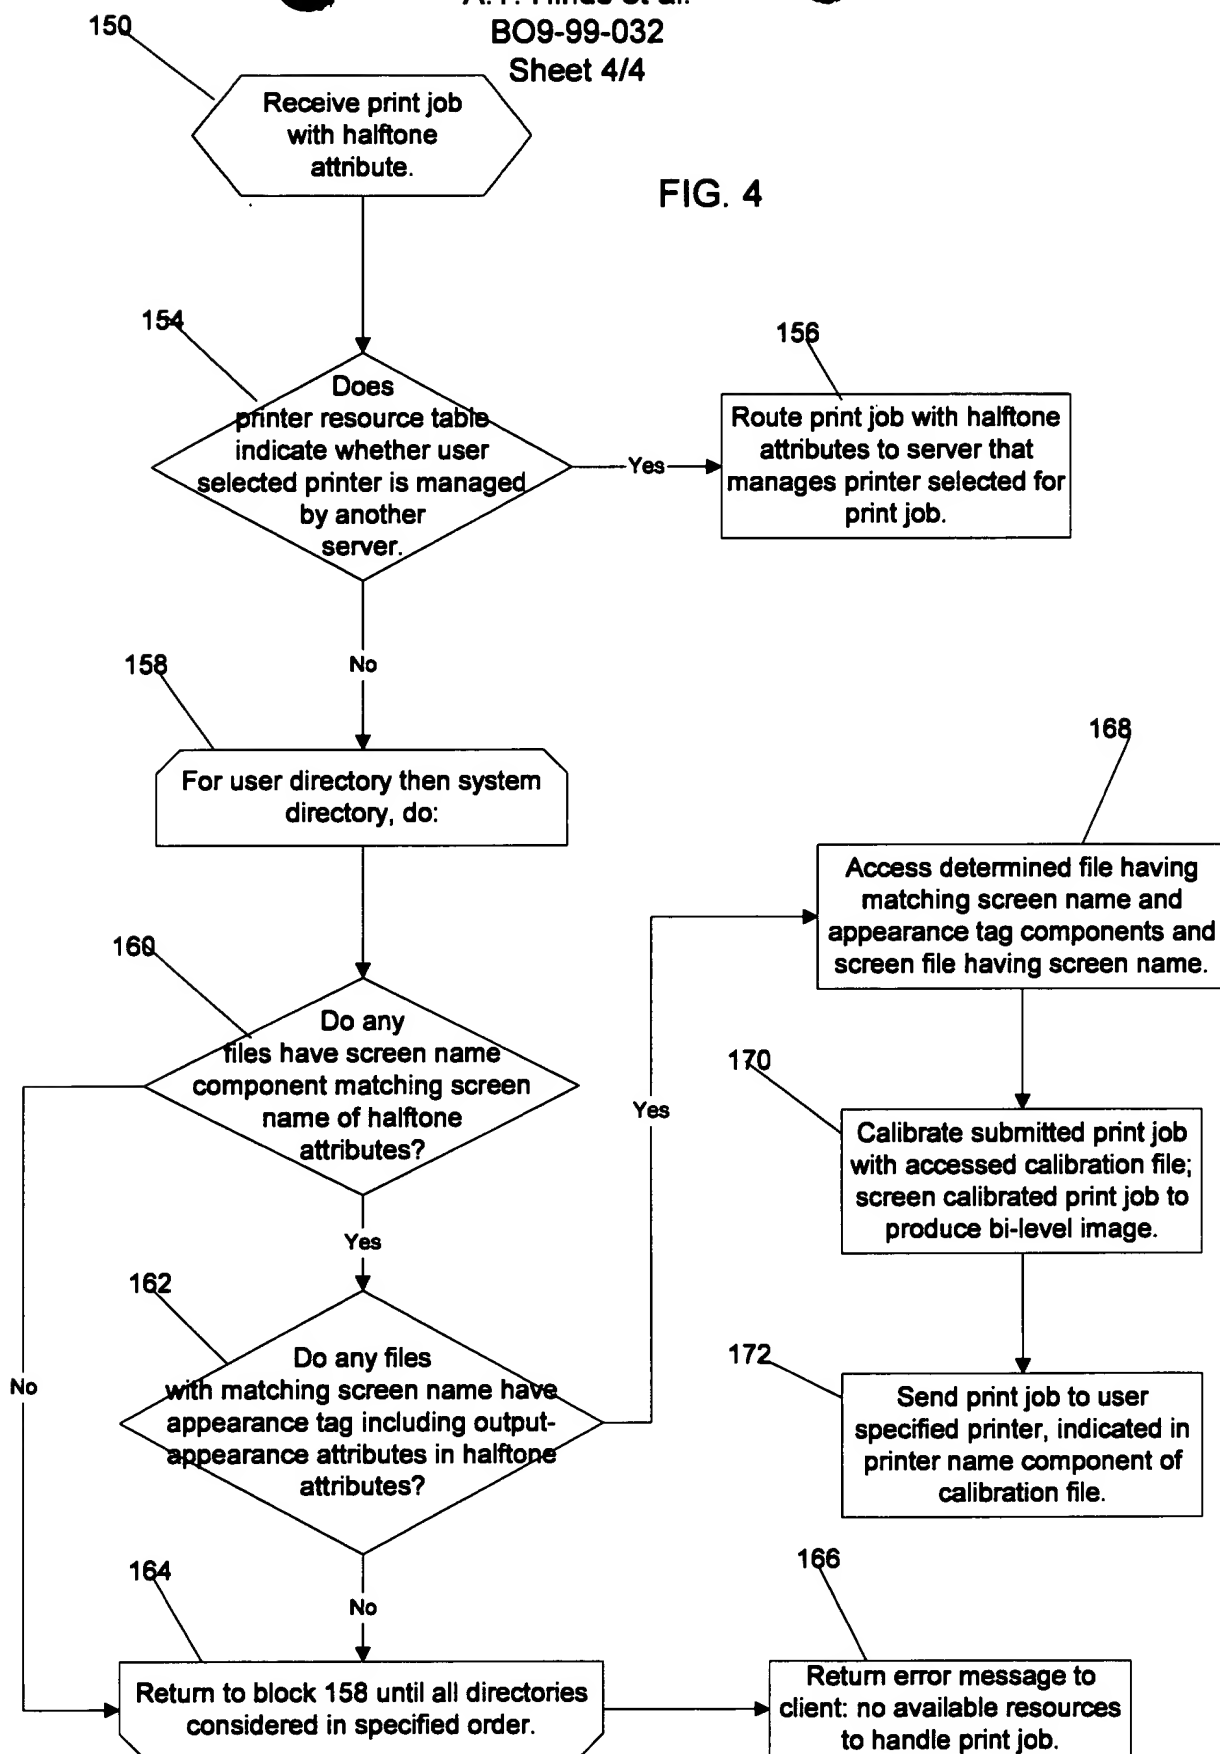 BO9-99-032
Sheet 4/4
150
Receive print job
with halftone
attribute.
FIG. 4
154
Does
printer resource table
indicate whether user
selected printer is managed
by another
server.
Yes
156
Route print job with halftone
attributes to server that
manages printer selected for
print job.
No
158
For user directory then system
directory, do:
160
Do any
files have screen name
component matching screen
name of halftone
attributes?
Yes
No
162
Do any files
with matching screen name have
appearance tag including output-
appearance attributes in halftone
attributes?
Yes
No
164
Return to block 158 until all directories
considered in specified order.
166
Return error message to
client: no available resources
to handle print job.
168
Access determined file having
matching screen name and
appearance tag components and
screen file having screen name.
170
Calibrate submitted print job
with accessed calibration file;
screen calibrated print job to
produce bi-level image.
172
Send print job to user
specified printer, indicated in
printer name component of
calibration file.